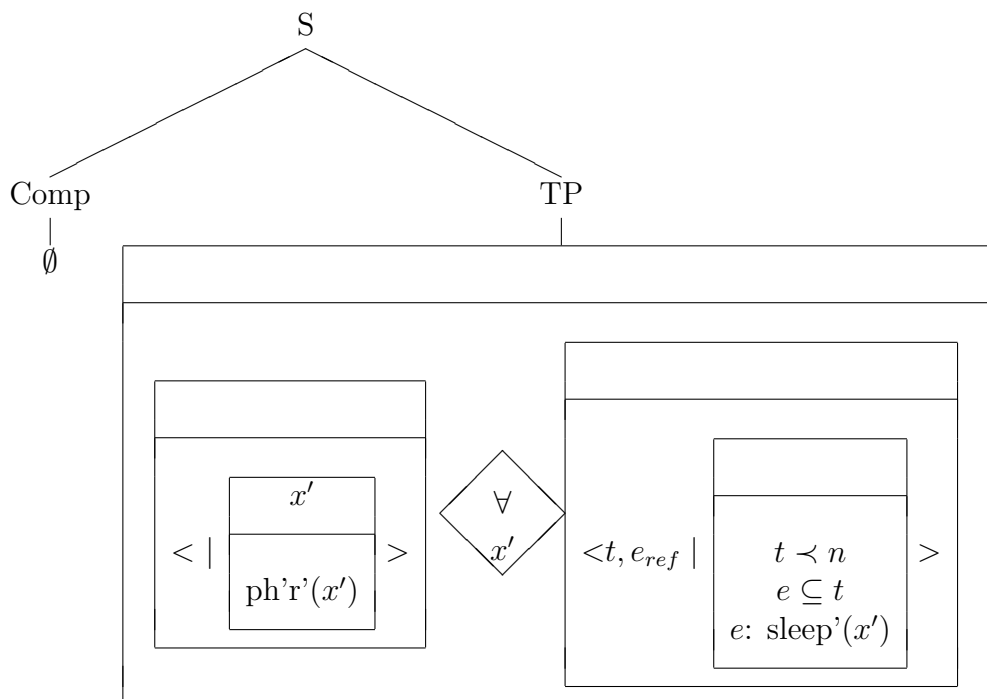 S
Comp TP
∅
x′
∀
< | > x′ <t, e_ref | t ≺ n >
ph'r'(x′) e ⊆ t
e: sleep'(x′)